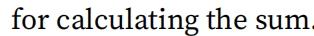 for calculating the sum.